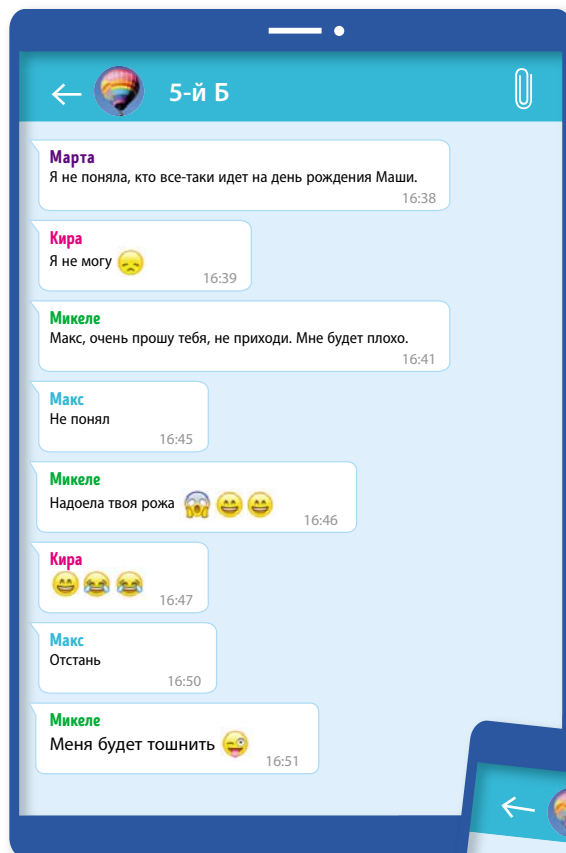 5-й Б
Марта
Я не поняла, кто все-таки идет на день рождения Маши.
16:38
Кира
Я не могу 😞
16:39
Микеле
Макс, очень прошу тебя, не приходи. Мне будет плохо.
16:41
Макс
Не понял
16:45
Микеле
Надоела твоя рожа 😱😄😄
16:46
Кира
😄😂😂
16:47
Макс
Отстань
16:50
Микеле
Меня будет тошнить 😜
16:51